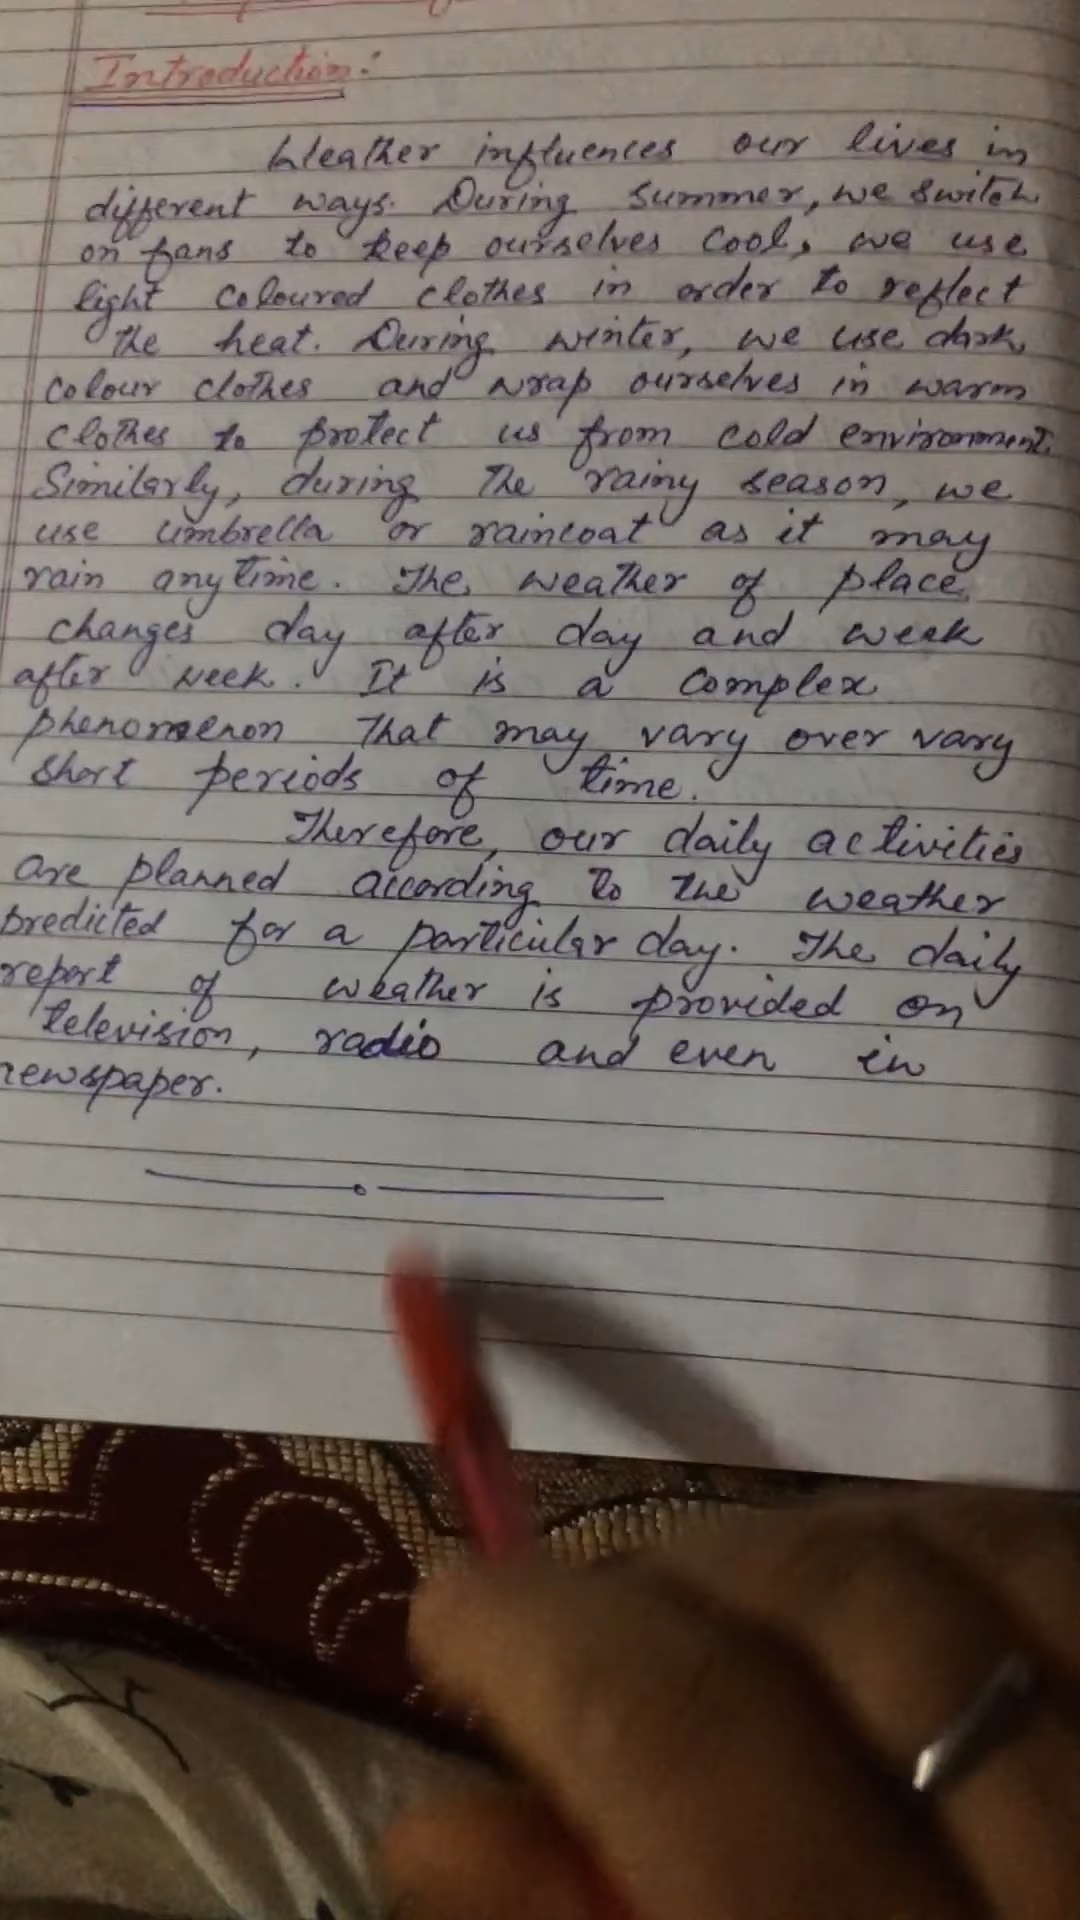 Introduction:
Weather influences our lives in
different ways. During summer, we switch
on fans to keep ourselves cool, we use
light coloured clothes in order to reflect
the heat. During winter, we use dark
colour clothes and wrap ourselves in warm
clothes to protect us from cold environment.
Similarly, during the rainy season, we
use umbrella or raincoat as it may
rain anytime. The weather of place
changes day after day and week
after week. It is a complex
phenomenon that may vary over vary
short periods of time.
Therefore, our daily activities
are planned according to the weather
predicted for a particular day. The daily
report of weather is provided on
television, radio and even in
newspaper.